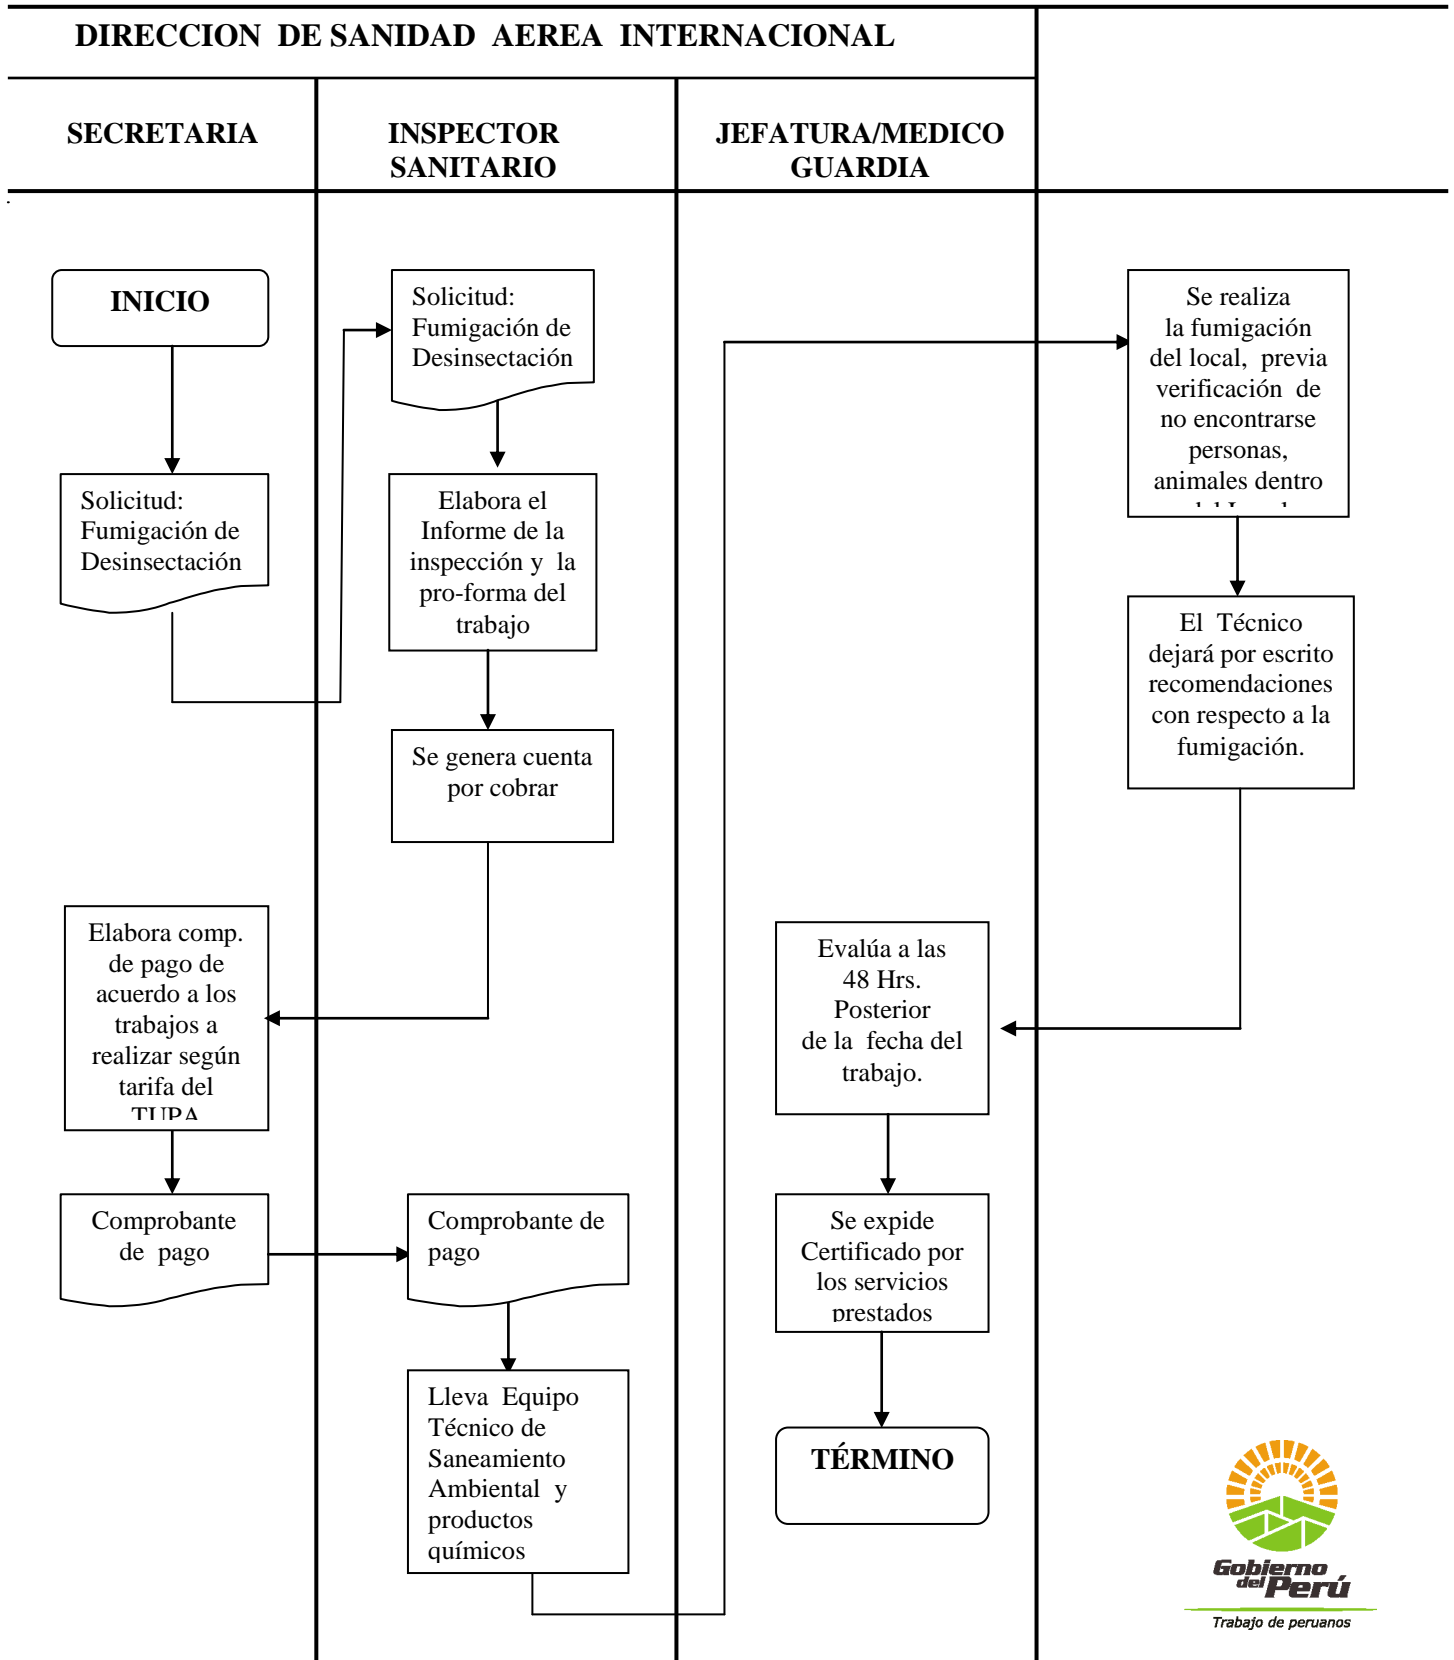 DIRECCION DE SANIDAD AEREA INTERNACIONAL
SECRETARIA
INSPECTOR
SANITARIO
JEFATURA/MEDICO
GUARDIA
INICIO
Solicitud:
Fumigación de
Desinsectación
Solicitud:
Fumigación de
Desinsectación
Elabora el
Informe de la
inspección y la
pro-forma del
trabajo
Se genera cuenta
por cobrar
Elabora comp.
de pago de
acuerdo a los
trabajos a
realizar según
tarifa del
TUPA
Comprobante
de pago
Comprobante de
pago
Lleva Equipo
Técnico de
Saneamiento
Ambiental y
productos
químicos
Se realiza
la fumigación
del local, previa
verificación de
no encontrarse
personas,
animales dentro
El Técnico
dejará por escrito
recomendaciones
con respecto a la
fumigación.
Evalúa a las
48 Hrs.
Posterior
de la fecha del
trabajo.
Se expide
Certificado por
los servicios
prestados
TÉRMINO
Gobierno
del Perú
Trabajo de peruanos